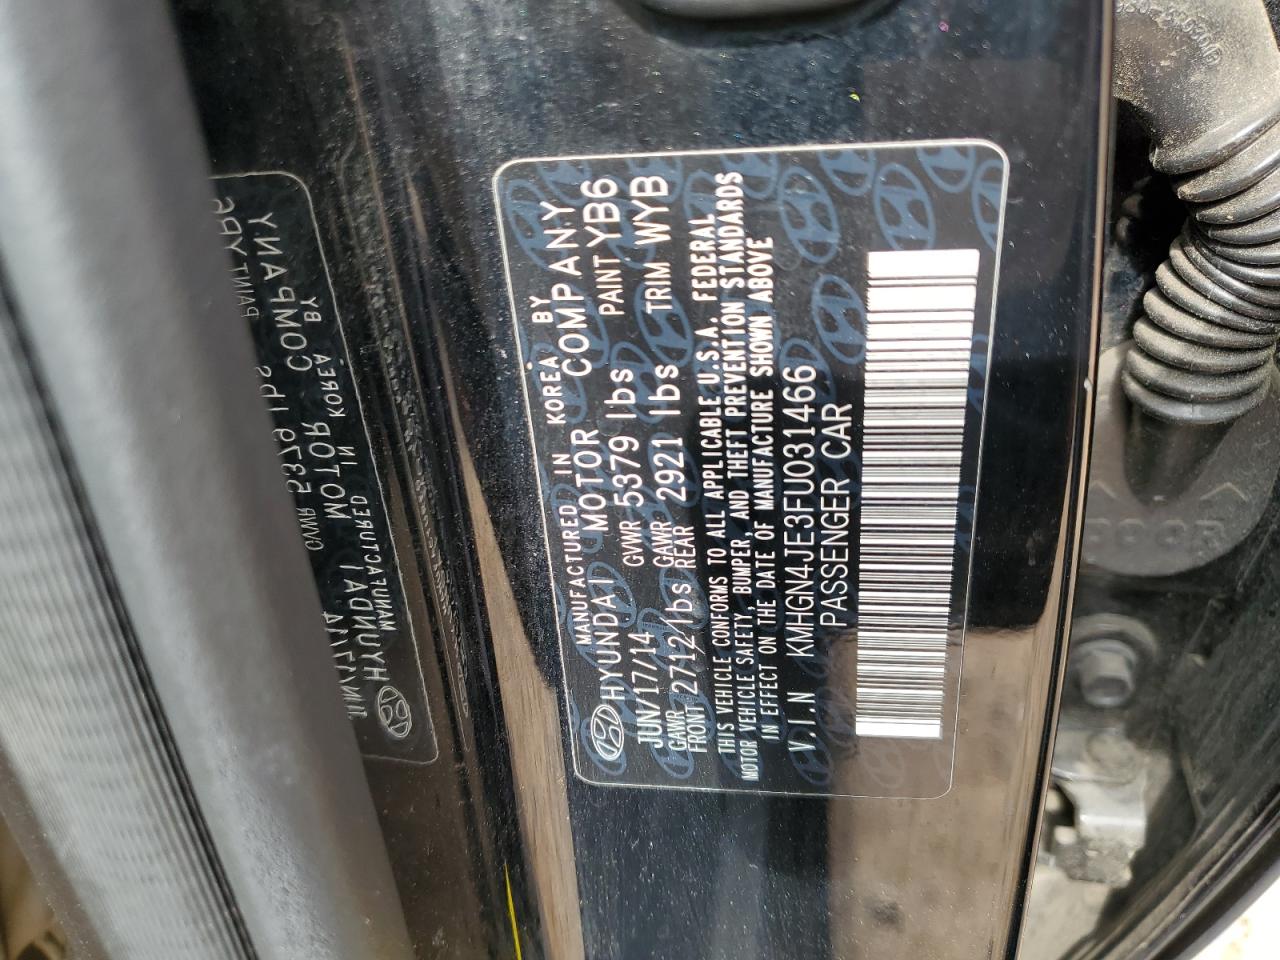 MANUFACTURED IN KOREA BY
HYUNDAI MOTOR COMPANY
JUN/17/14 GVWR 5379 lbs PAINT YB6
GAWR FRONT 2712 lbs GAWR REAR 2921 lbs TRIM WYB
THIS VEHICLE CONFORMS TO ALL APPLICABLE U.S.A. FEDERAL
MOTOR VEHICLE SAFETY, BUMPER, AND THEFT PREVENTION STANDARDS
IN EFFECT ON THE DATE OF MANUFACTURE SHOWN ABOVE
V.I.N KMHGN4JE3FU031466
PASSENGER CAR